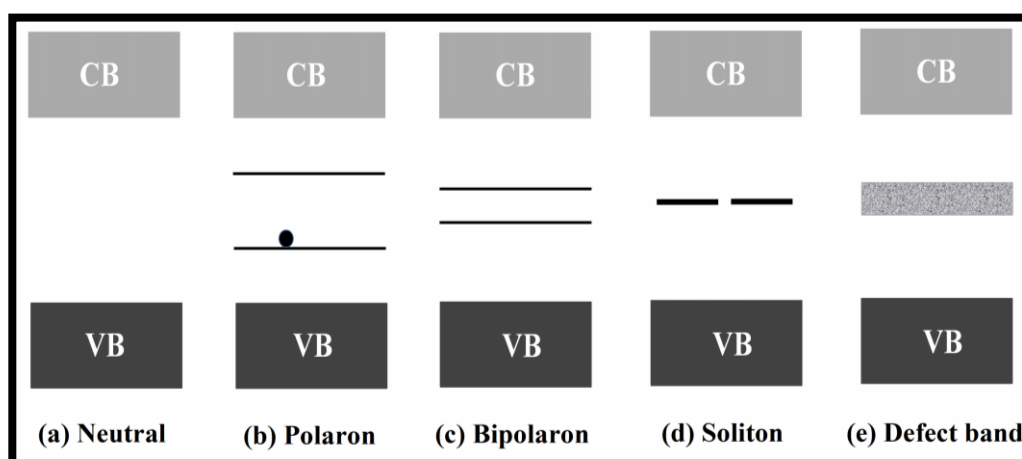 CB CB CB CB CB
VB VB VB VB VB
(a) Neutral (b) Polaron (c) Bipolaron (d) Soliton (e) Defect band